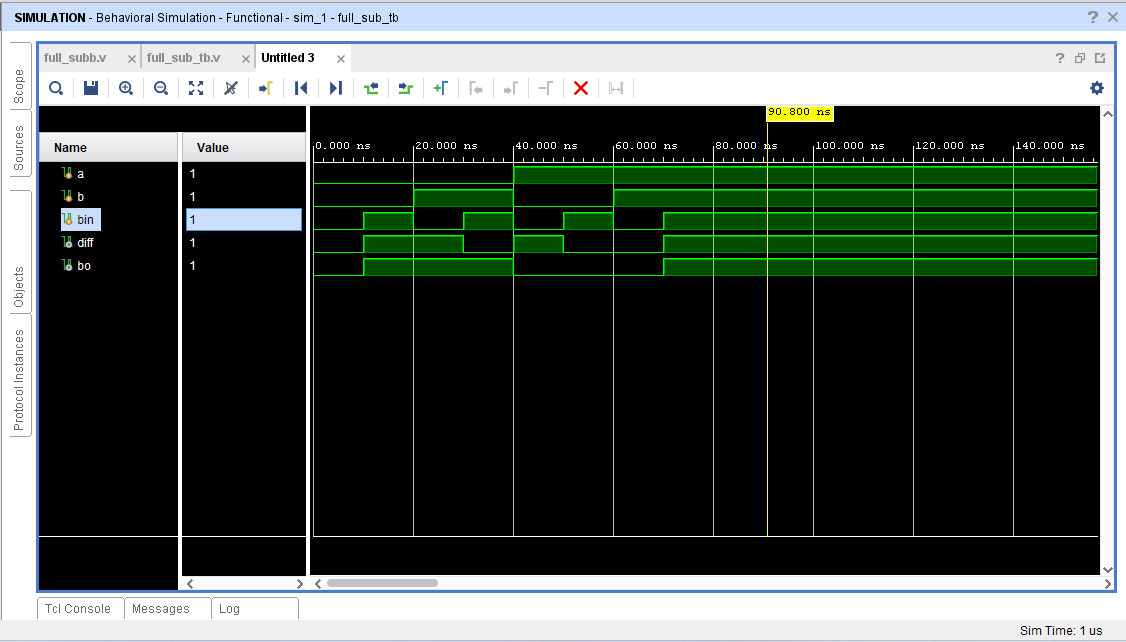 SIMULATION - Behavioral Simulation - Functional - sim_1 - full_sub_tb ? ×
Scope
Sources
Objects
Protocol Instances
full_subb.v × full_sub_tb.v × Untitled 3 × ?
90.800 ns
Name Value
0.000 ns 20.000 ns 40.000 ns 60.000 ns 80.000 ns 100.000 ns 120.000 ns 140.000 ns
a 1
b 1
bin 1
diff 1
bo 1
Tcl Console Messages Log
Sim Time: 1 us